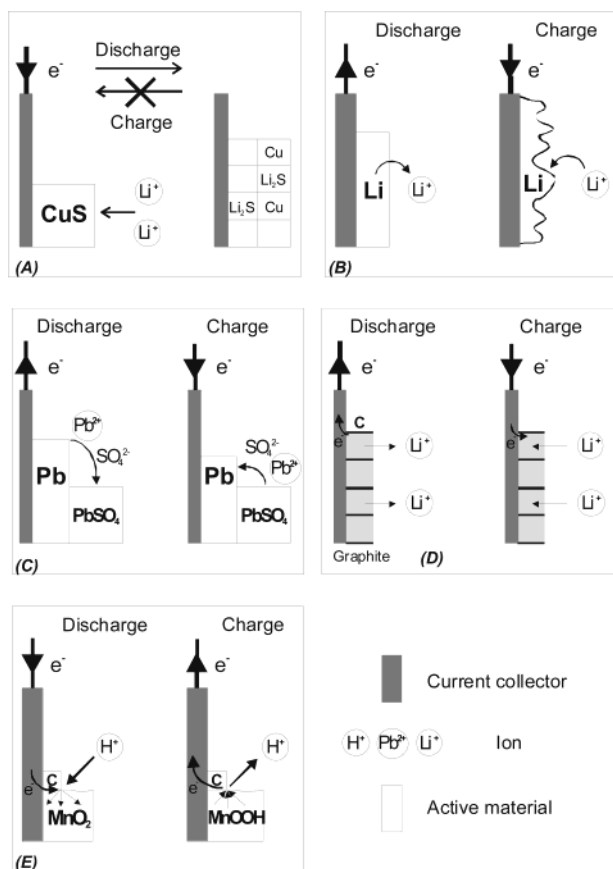 Discharge
e⁻
Charge
Cu
Li₂S
Li₂S Cu
CuS
Li⁺
Li⁺
(A)
Discharge Charge
e⁻ e⁻
Li Li⁺ Li Li⁺
(B)
Discharge Charge
e⁻ e⁻
Pb²⁺
SO₄²⁻ SO₄²⁻
Pb²⁺
Pb Pb
PbSO₄ PbSO₄
(C)
Discharge Charge
e⁻ e⁻
C
e⁻ Li⁺ e⁻ Li⁺
Li⁺ Li⁺
Graphite
(D)
Discharge Charge
e⁻ e⁻
H⁺ H⁺
C C
e⁻ e
MnO₂ MnOOH
(E)
Current collector
H⁺ Pb²⁺ Li⁺ Ion
Active material